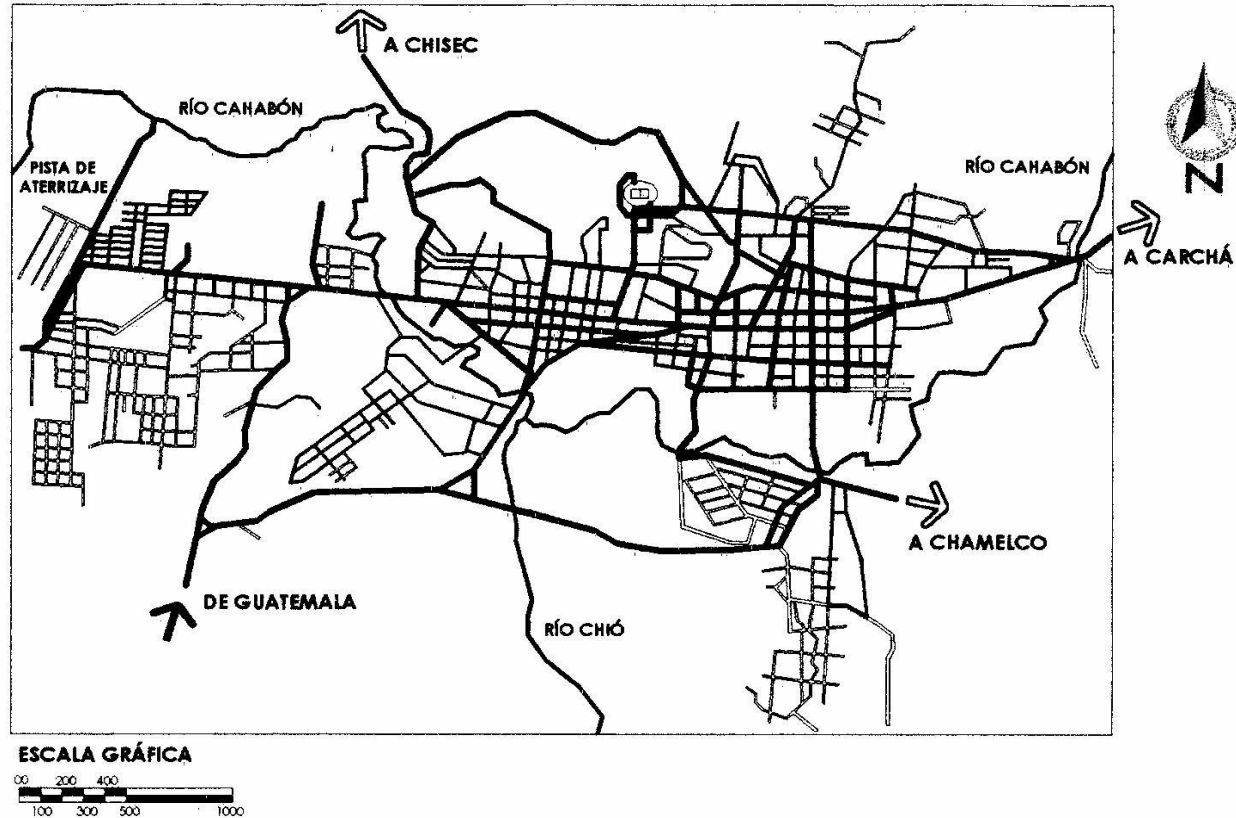 A CHISEC
RÍO CAHABÓN
PISTA DE
ATERRIZAJE
RÍO CAHABÓN
A CARCHÁ
N
A CHAMELCO
DE GUATEMALA
RÍO CHIÓ
ESCALA GRÁFICA
00 200 400
100 300 500 1000